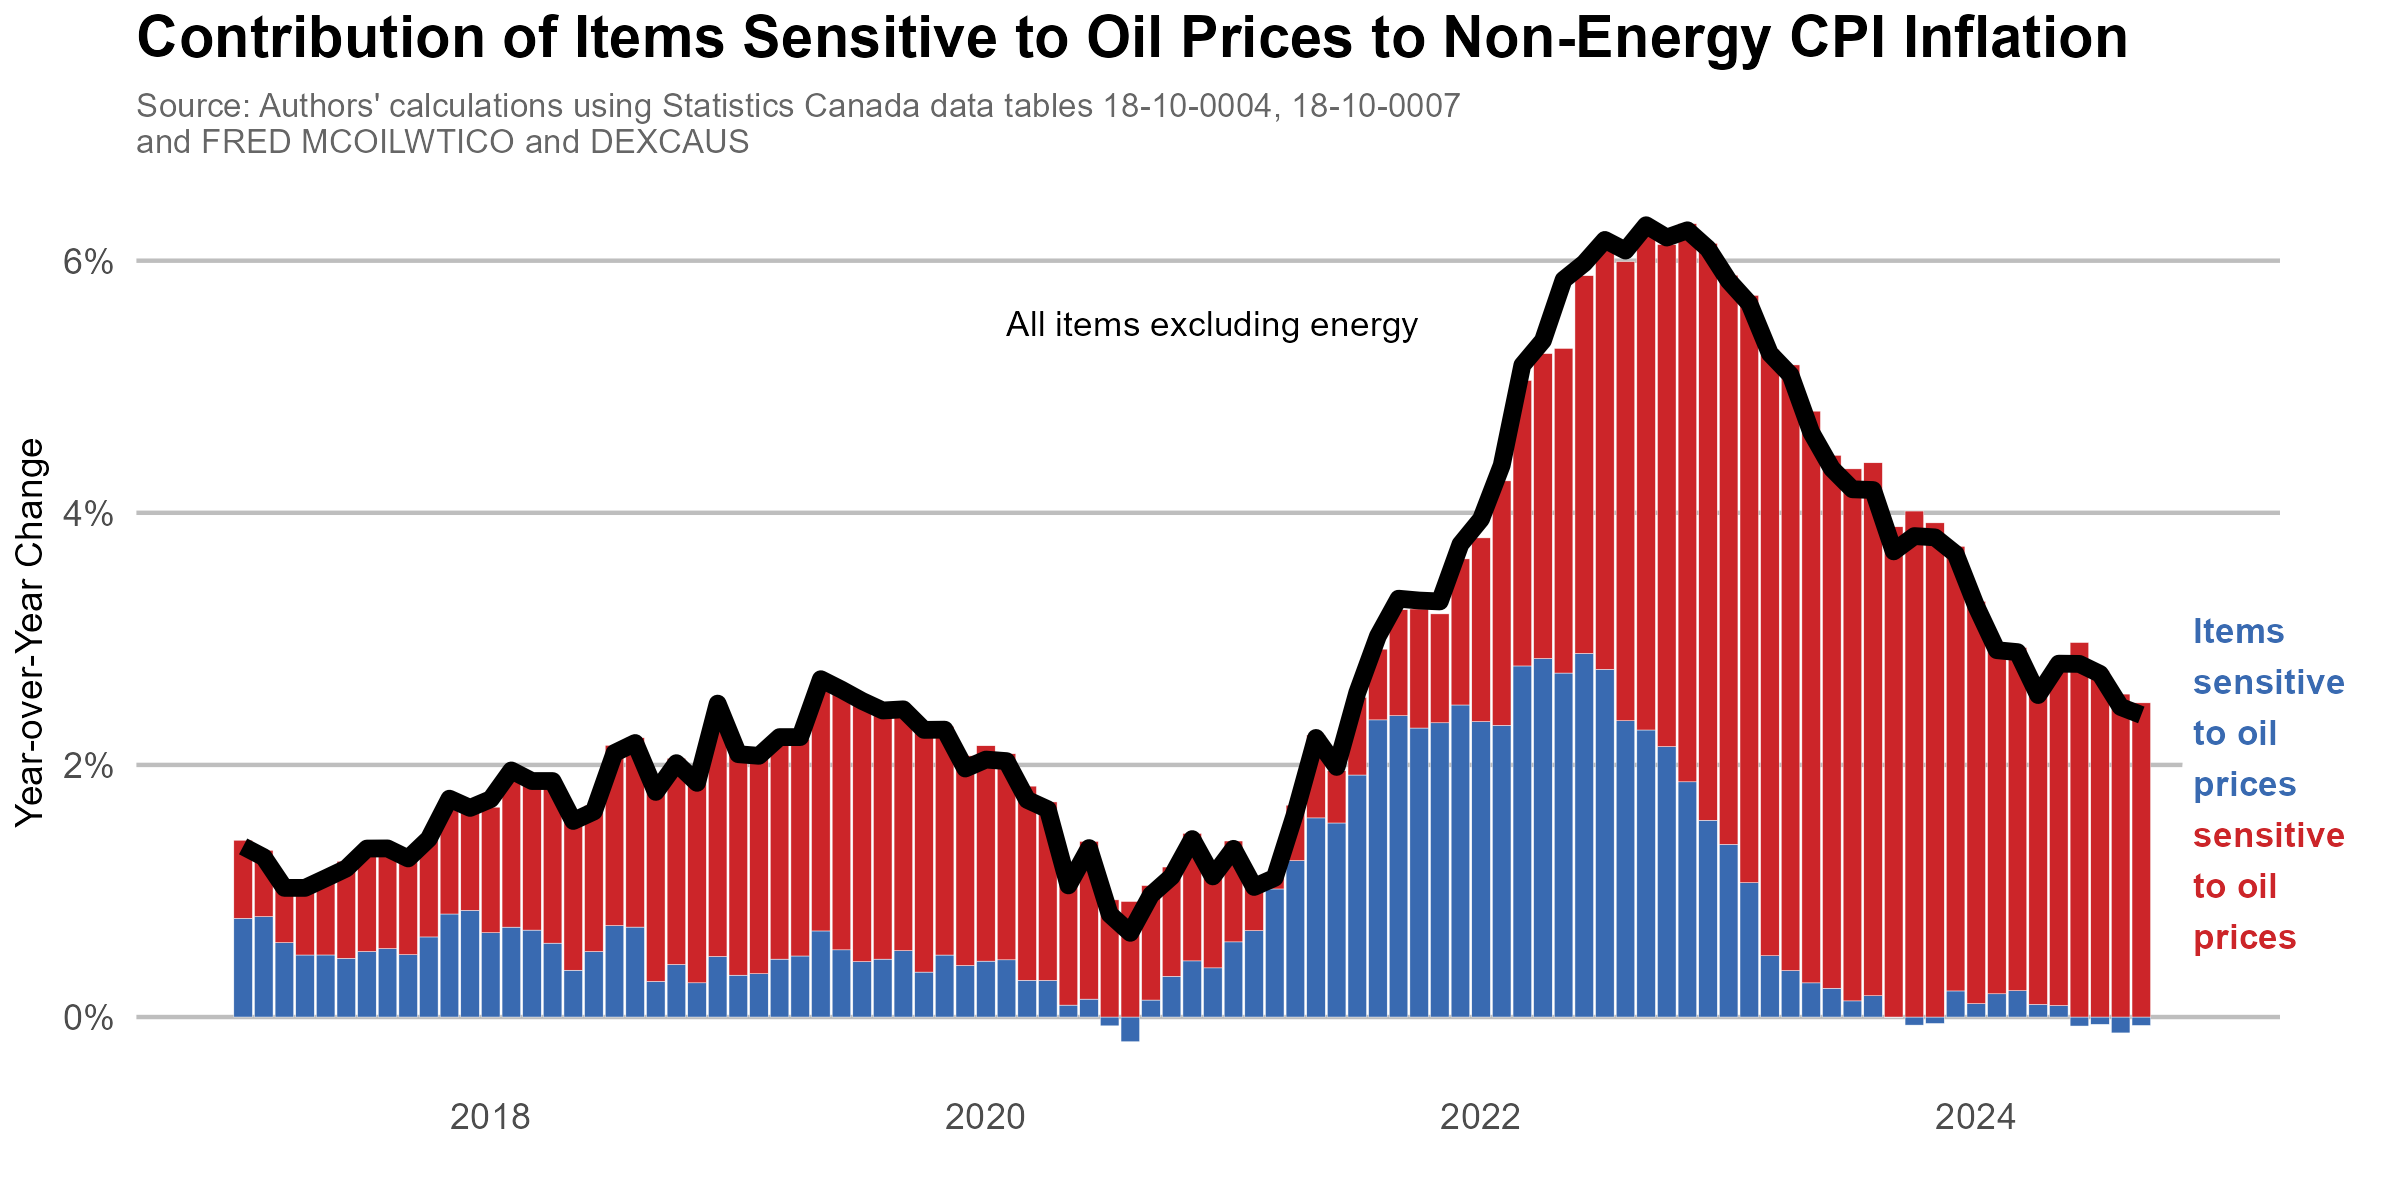 Contribution of Items Sensitive to Oil Prices to Non-Energy CPI Inflation
Source: Authors' calculations using Statistics Canada data tables 18-10-0004, 18-10-0007
and FRED MCOILWTICO and DEXCAUS
Year-over-Year Change
6%
4%
2%
0%
All items excluding energy
Items
sensitive
to oil
prices
sensitive
to oil
prices
2018
2020
2022
2024